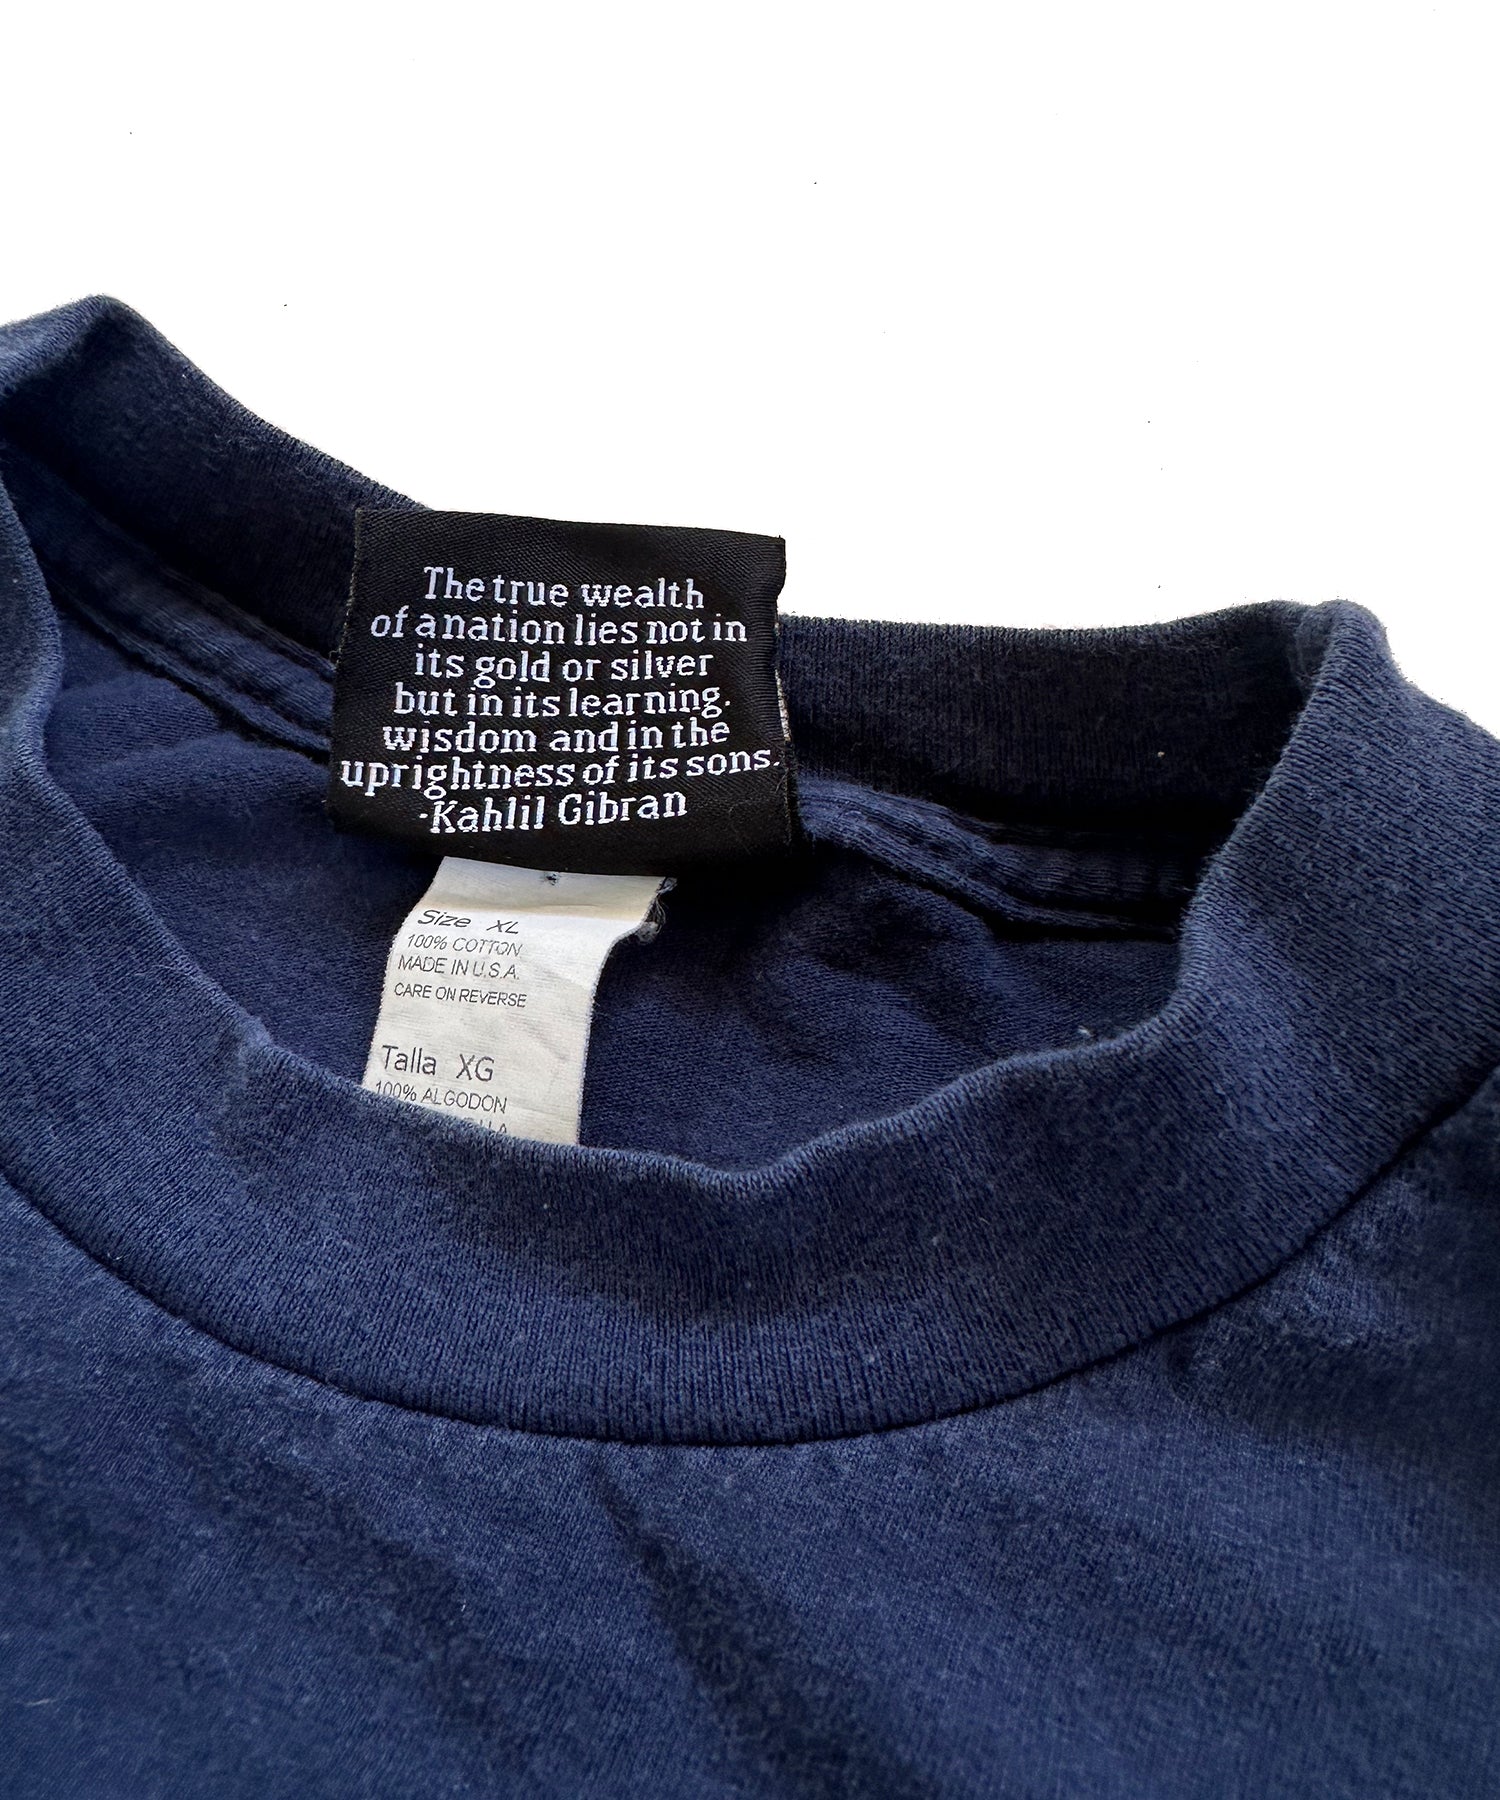 The true wealth
of a nation lies not in
its gold or silver
but in its learning.
wisdom and in the
uprightness of its sons.
-Kahlil Gibran
Size XL
100% COTTON
MADE IN U.S.A.
CARE ON REVERSE
Talla XG
100% ALGODON